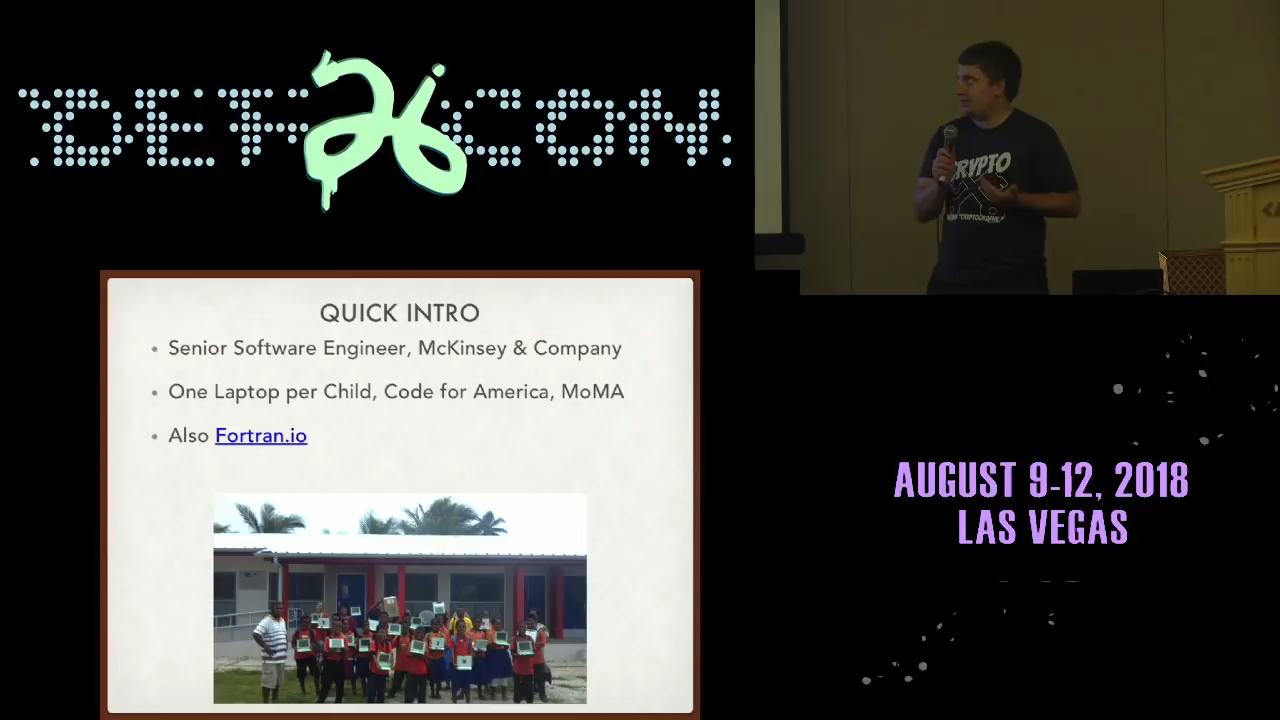 DEF CON
26
CRYPTO
QUICK INTRO
Senior Software Engineer, McKinsey & Company
One Laptop per Child, Code for America, MoMA
Also Fortran.io
AUGUST 9-12, 2018
LAS VEGAS